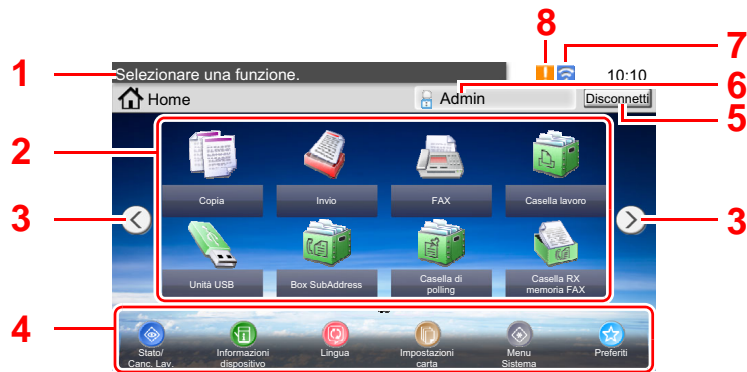 8
7
1
Selezionare una funzione.
10:10
6
Home
Admin
Disconnetti
5
2
Copia
Invio
FAX
Casella lavoro
3
3
Unità USB
Box SubAddress
Casella di
polling
Casella RX
memoria FAX
4
Stato/
Canc. Lav.
Informazioni
dispositivo
Lingua
Impostazioni
carta
Menu
Sistema
Preferiti